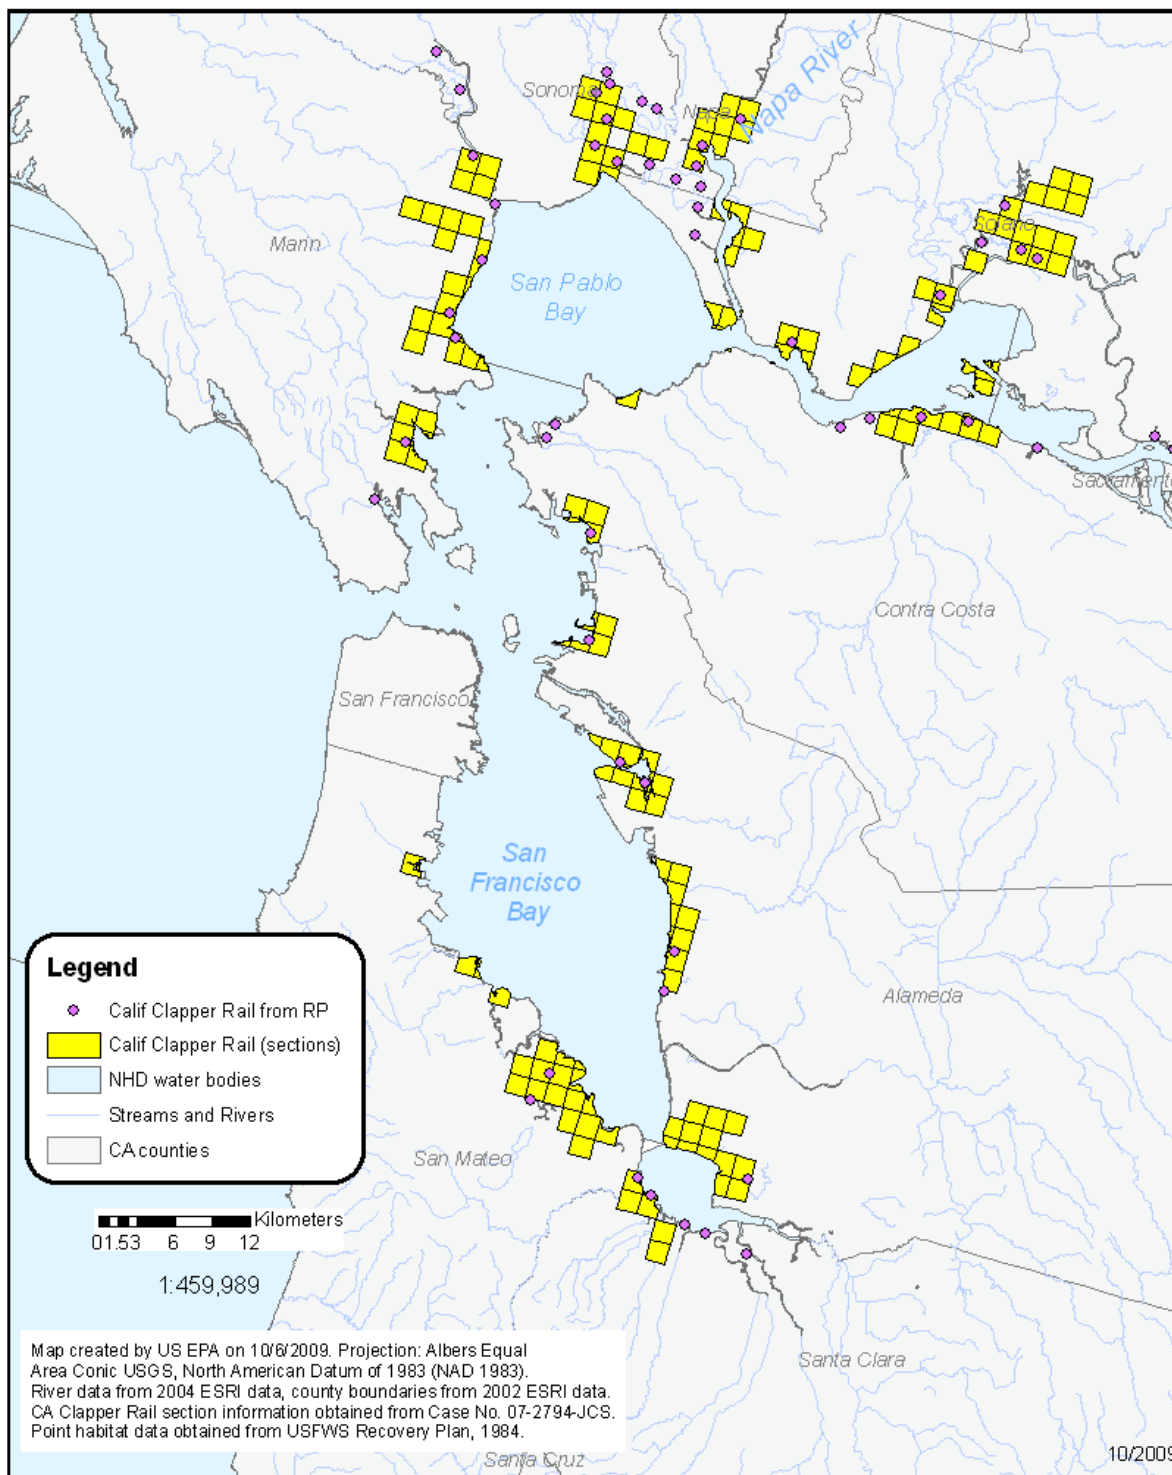 Napa River
Sonoma
Napa
Solano
Marin
San Pablo
Bay
Sacramento
Contra Costa
San Francisco
San
Francisco
Bay
Alameda
Legend
Calif Clapper Rail from RP
Calif Clapper Rail (sections)
NHD water bodies
Streams and Rivers
CA counties
San Mateo
Kilometers
01.53 6 9 12
1:459,989
Map created by US EPA on 10/6/2009. Projection: Albers Equal
Area Conic USGS, North American Datum of 1983 (NAD 1983).
River data from 2004 ESRI data, county boundaries from 2002 ESRI data.
CA Clapper Rail section information obtained from Case No. 07-2794-JCS.
Point habitat data obtained from USFWS Recovery Plan, 1984.
Santa Clara
Santa Cruz
10/2009